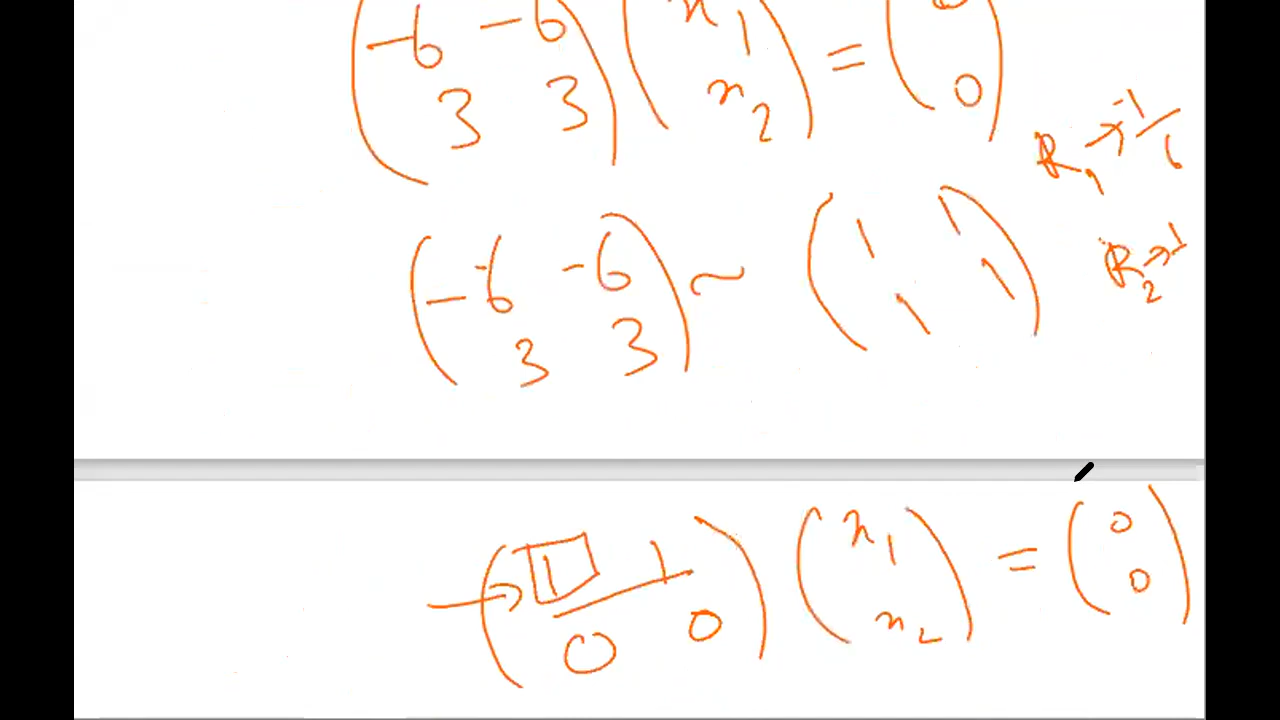 (-6 -6) (x1) = (0)
(3 3) (x2) (0)
R1 → -1/6
(-6 -6) ~ (1 1)
(3 3) (1 1)
R2 → 1
→ (1 1) (x1) = (0)
(0 0) (x2) (0)